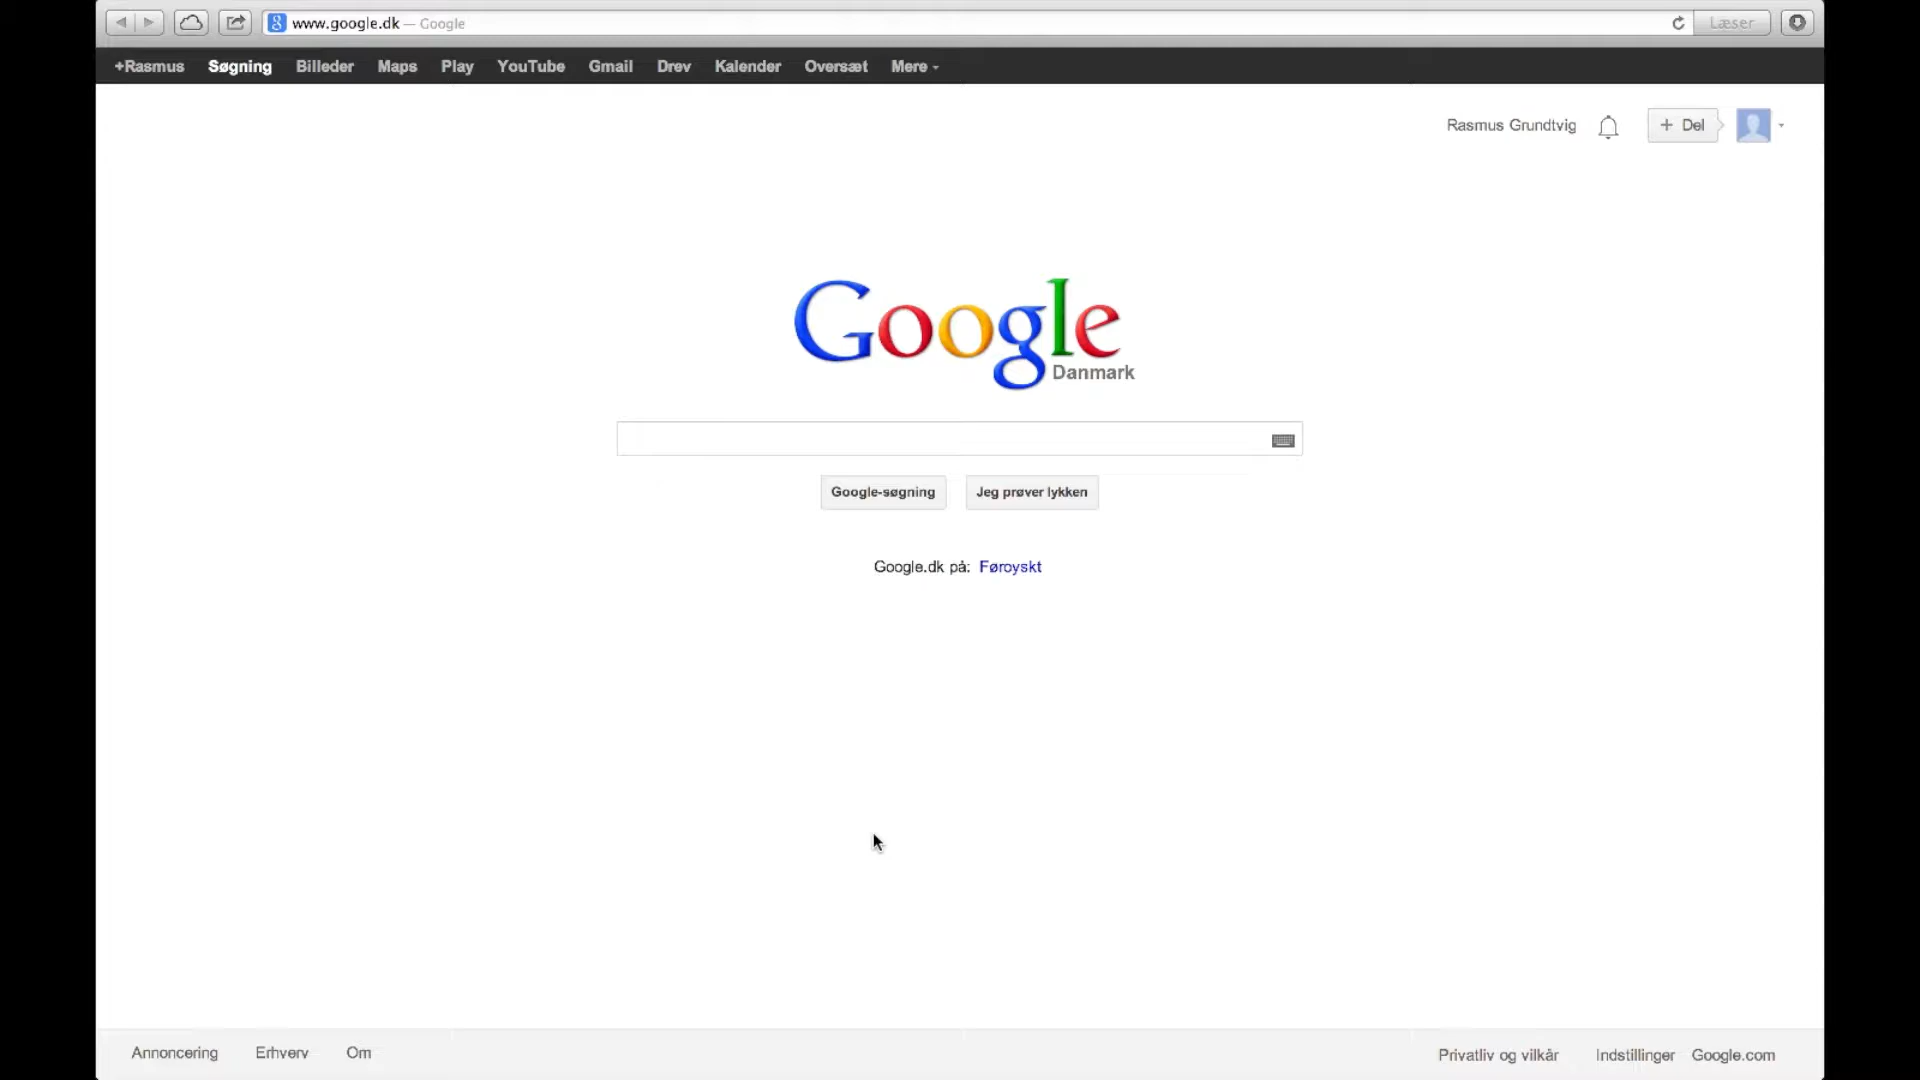 www.google.dk — Google
Læser
+Rasmus Søgning Billeder Maps Play YouTube Gmail Drev Kalender Oversæt Mere
Rasmus Grundtvig
+ Del
Google
Danmark
Google-søgning Jeg prøver lykken
Google.dk på: Føroyskt
Annoncering Erhverv Om Privatliv og vilkår Indstillinger Google.com